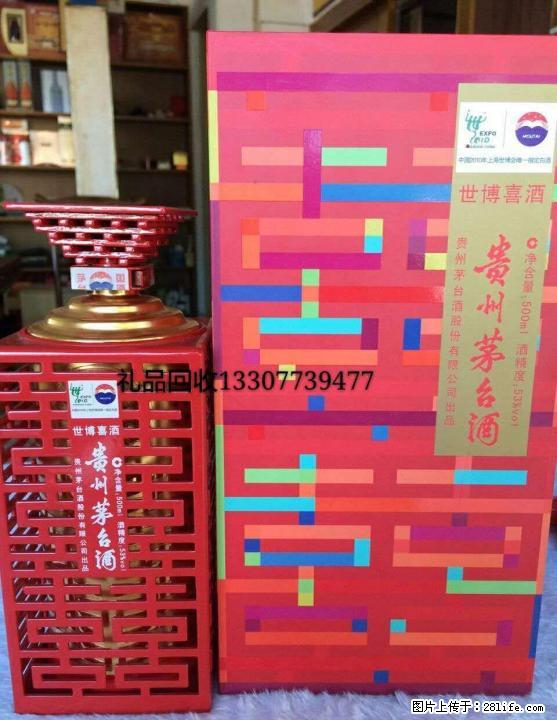 EXPO
2010
MOUTAI
中国2010年上海世博会唯一指定白酒
世博喜酒
贵州茅台酒
贵州茅台酒股份有限公司出品
净含量:500ml 酒精度:53%vol
礼品回收13307739477
EXPO
2010
世博喜酒
贵州茅台酒
贵州茅台酒股份有限公司出品
净含量:500ml 酒精度:53%vol
图片上传于:281life.com